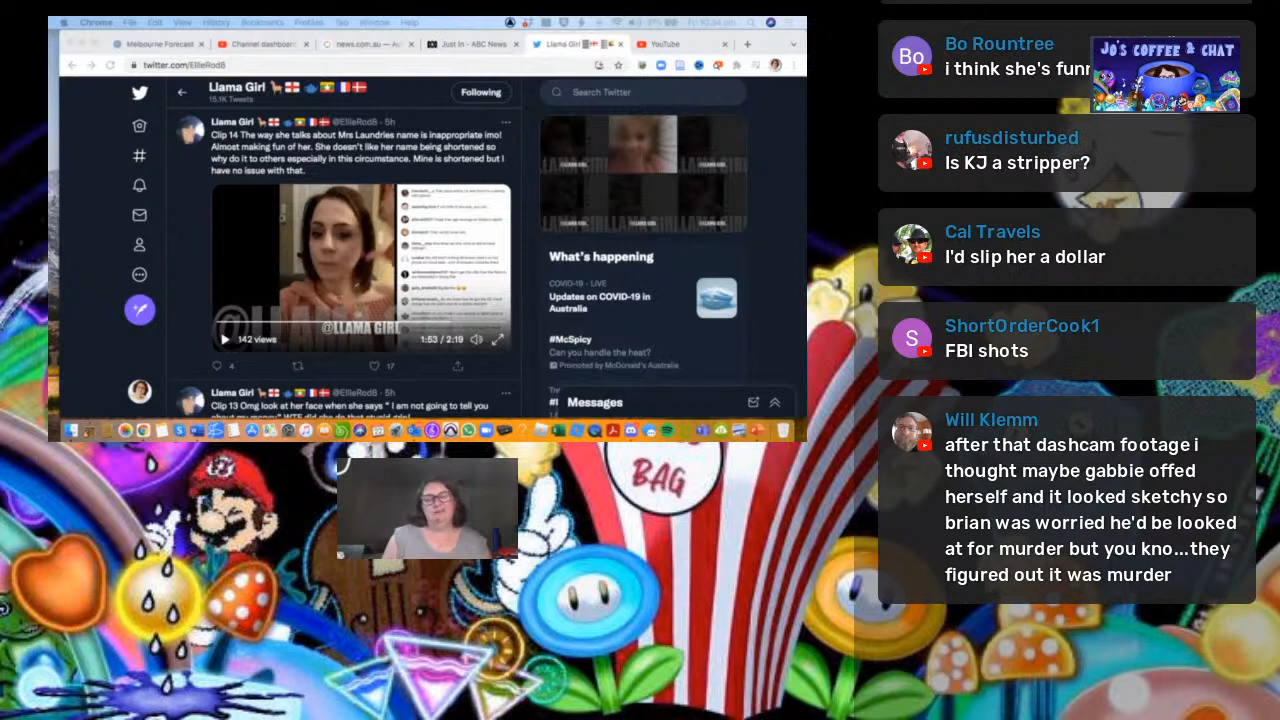 Chrome File Edit View History Bookmarks Profiles Tab Window Help
Melbourne Forecast
Channel dashboard
news.com.au
Just In - ABC News
Llama Girl
YouTube
twitter.com/EllieRod8
Llama Girl
15.1K Tweets
Following
Search Twitter
Llama Girl @EllieRod8 · 5h
Clip 14 The way she talks about Mrs Laundries name is inappropriate imo!
Almost making fun of her. She doesn't like her name being shortened so
why do it to others especially in this circumstance. Mine is shortened but I
have no issue with that.
@LLAMA GIRL
142 views
1:53 / 2:19
4
17
Llama Girl @EllieRod8 · 5h
Clip 13 Omg look at her face when she says " I am not going to tell you
What's happening
COVID-19 · LIVE
Updates on COVID-19 in
Australia
#McSpicy
Can you handle the heat?
Promoted by McDonald's Australia
Messages
BAG
Bo Rountree
i think she's funn
JO'S COFFEE & CHAT
rufusdisturbed
Is KJ a stripper?
Cal Travels
I'd slip her a dollar
ShortOrderCook1
FBI shots
Will Klemm
after that dashcam footage i
thought maybe gabbie offed
herself and it looked sketchy so
brian was worried he'd be looked
at for murder but you kno...they
figured out it was murder